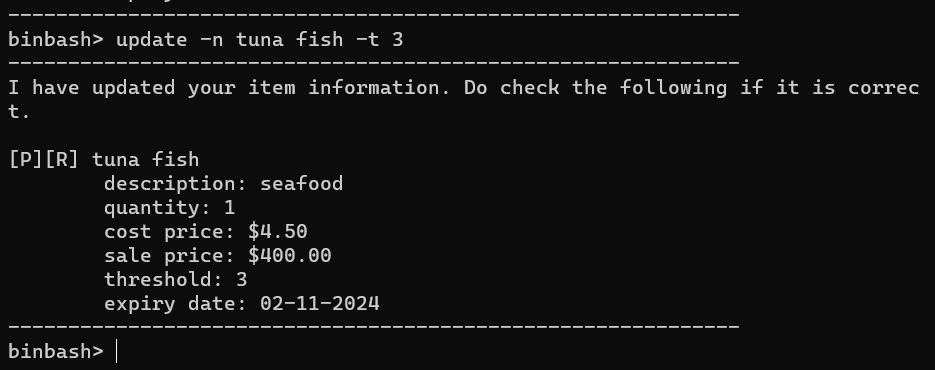 ------------------------------------------------------------
binbash> update -n tuna fish -t 3
------------------------------------------------------------
I have updated your item information. Do check the following if it is correc
t.
[P][R] tuna fish
description: seafood
quantity: 1
cost price: $4.50
sale price: $400.00
threshold: 3
expiry date: 02-11-2024
------------------------------------------------------------
binbash>